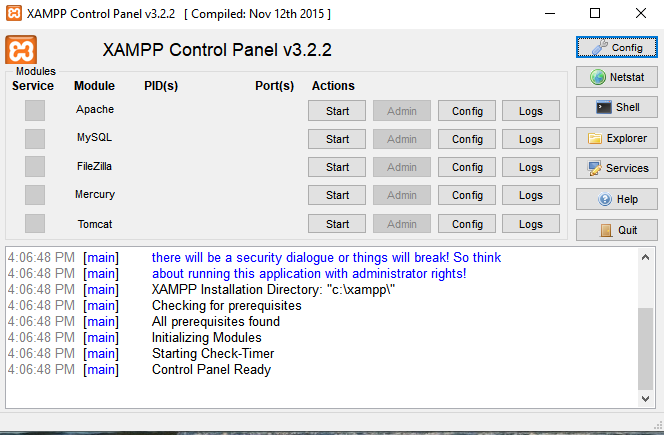 XAMPP Control Panel v3.2.2 [ Compiled: Nov 12th 2015 ]
XAMPP Control Panel v3.2.2
Config
Modules
Service Module PID(s) Port(s) Actions
Netstat
Apache Start Admin Config Logs
Shell
MySQL Start Admin Config Logs
Explorer
FileZilla Start Admin Config Logs
Services
Mercury Start Admin Config Logs
Help
Tomcat Start Admin Config Logs
Quit
4:06:48 PM [main] there will be a security dialogue or things will break! So think
4:06:48 PM [main] about running this application with administrator rights!
4:06:48 PM [main] XAMPP Installation Directory: "c:\xampp\"
4:06:48 PM [main] Checking for prerequisites
4:06:48 PM [main] All prerequisites found
4:06:48 PM [main] Initializing Modules
4:06:48 PM [main] Starting Check-Timer
4:06:48 PM [main] Control Panel Ready